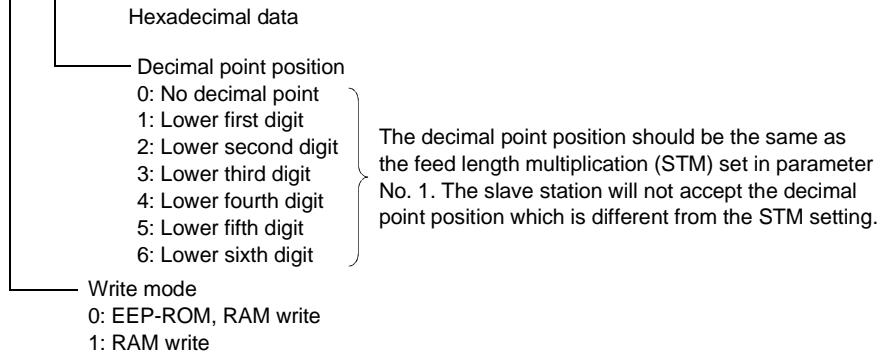 Hexadecimal data
Decimal point position
0: No decimal point
1: Lower first digit
2: Lower second digit
3: Lower third digit
4: Lower fourth digit
5: Lower fifth digit
6: Lower sixth digit
The decimal point position should be the same as
the feed length multiplication (STM) set in parameter
No. 1. The slave station will not accept the decimal
point position which is different from the STM setting.
Write mode
0: EEP-ROM, RAM write
1: RAM write